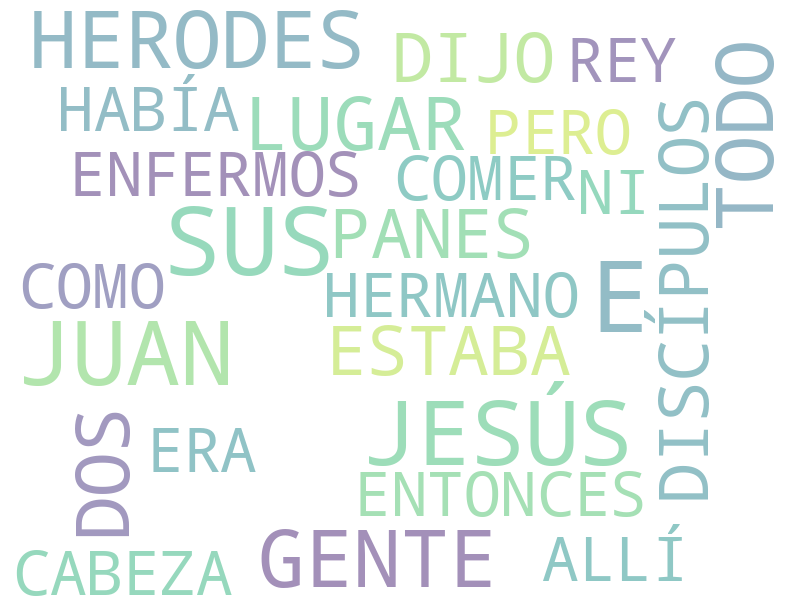 HERODES
DIJO
REY
TODO
HABÍA
LUGAR
PERO
DISCÍPULOS
ENFERMOS
COMER
NI
SUS
PANES
COMO
HERMANO
E
JUAN
ESTABA
DOS
ERA
JESÚS
ENTONCES
CABEZA
GENTE
ALLÍ